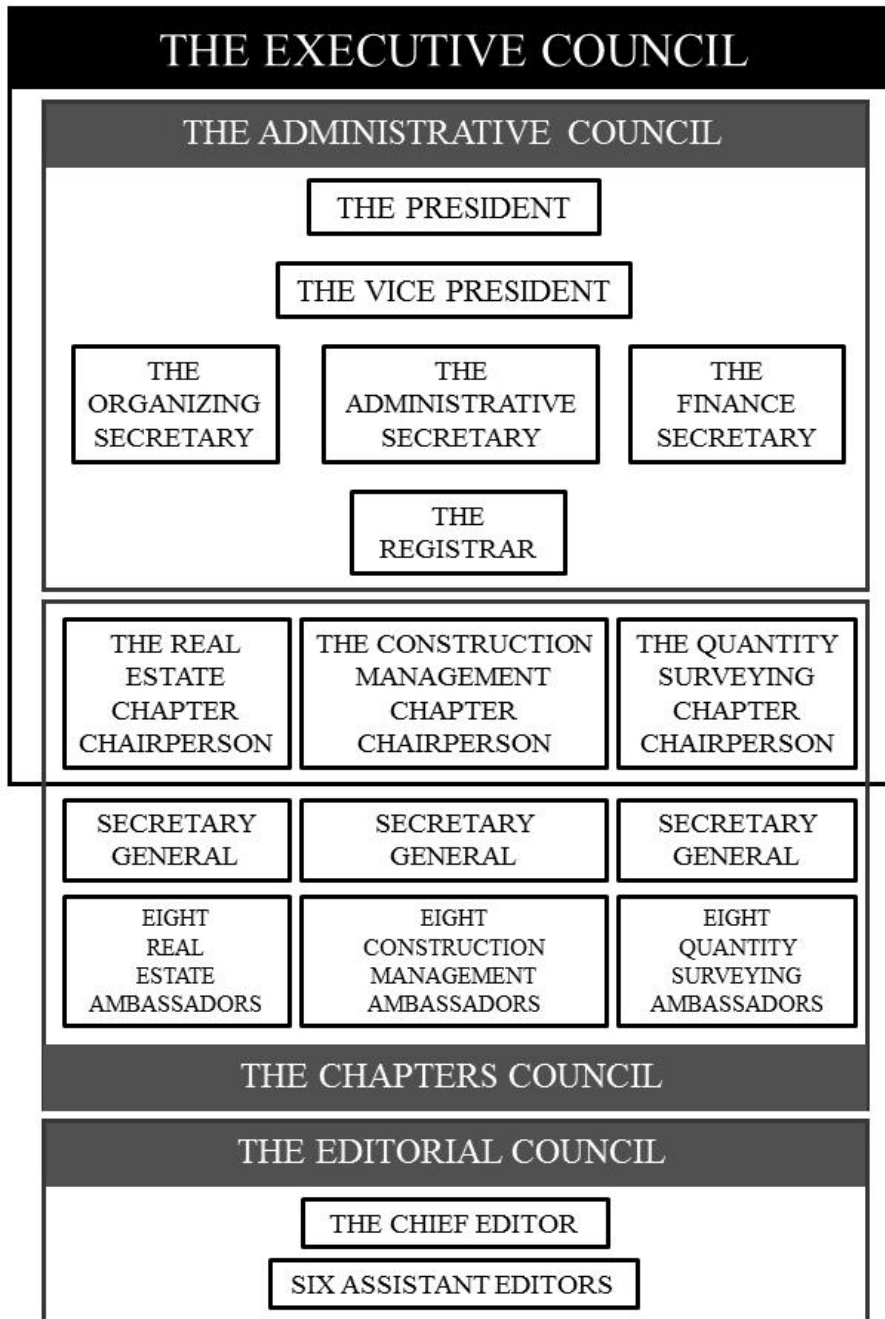 THE EXECUTIVE COUNCIL
THE ADMINISTRATIVE COUNCIL
THE PRESIDENT
THE VICE PRESIDENT
THE
ORGANIZING
SECRETARY
THE
ADMINISTRATIVE
SECRETARY
THE
FINANCE
SECRETARY
THE
REGISTRAR
THE REAL
ESTATE
CHAPTER
CHAIRPERSON
THE CONSTRUCTION
MANAGEMENT
CHAPTER
CHAIRPERSON
THE QUANTITY
SURVEYING
CHAPTER
CHAIRPERSON
SECRETARY
GENERAL
SECRETARY
GENERAL
SECRETARY
GENERAL
EIGHT
REAL
ESTATE
AMBASSADORS
EIGHT
CONSTRUCTION
MANAGEMENT
AMBASSADORS
EIGHT
QUANTITY
SURVEYING
AMBASSADORS
THE CHAPTERS COUNCIL
THE EDITORIAL COUNCIL
THE CHIEF EDITOR
SIX ASSISTANT EDITORS